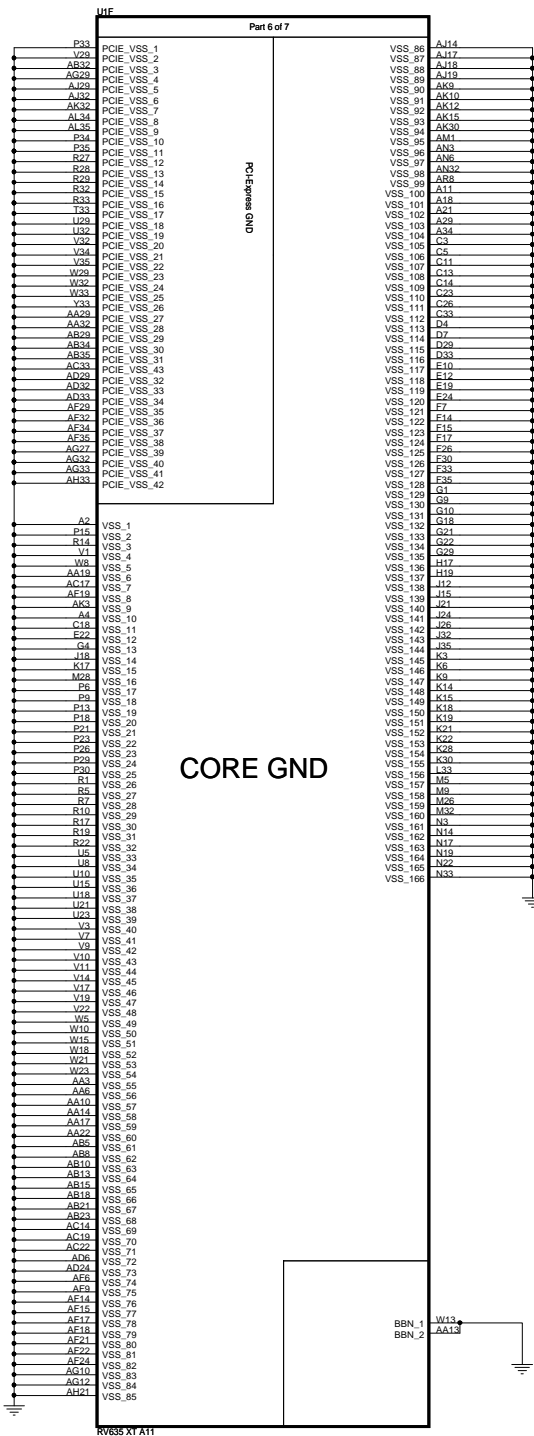 U1F
Part 6 of 7
P33 PCIE_VSS_1
V29 PCIE_VSS_2
AB32 PCIE_VSS_3
AG29 PCIE_VSS_4
AJ29 PCIE_VSS_5
AJ32 PCIE_VSS_6
AK32 PCIE_VSS_7
AL34 PCIE_VSS_8
AL35 PCIE_VSS_9
P34 PCIE_VSS_10
P35 PCIE_VSS_11
R27 PCIE_VSS_12
R28 PCIE_VSS_13
R29 PCIE_VSS_14
R32 PCIE_VSS_15
R33 PCIE_VSS_16
T33 PCIE_VSS_17
U29 PCIE_VSS_18
U32 PCIE_VSS_19
V32 PCIE_VSS_20
V34 PCIE_VSS_21
V35 PCIE_VSS_22
W29 PCIE_VSS_23
W32 PCIE_VSS_24
W33 PCIE_VSS_25
Y33 PCIE_VSS_26
AA29 PCIE_VSS_27
AA32 PCIE_VSS_28
AB29 PCIE_VSS_29
AB34 PCIE_VSS_30
AB35 PCIE_VSS_31
AC33 PCIE_VSS_43
AD29 PCIE_VSS_32
AD32 PCIE_VSS_33
AD33 PCIE_VSS_34
AF29 PCIE_VSS_35
AF32 PCIE_VSS_36
AF34 PCIE_VSS_37
AF35 PCIE_VSS_38
AG27 PCIE_VSS_39
AG32 PCIE_VSS_40
AG33 PCIE_VSS_41
AH33 PCIE_VSS_42
PCI-Express GND
A2 VSS_1
P15 VSS_2
R14 VSS_3
V1 VSS_4
W8 VSS_5
AA19 VSS_6
AC17 VSS_7
AF19 VSS_8
AK3 VSS_9
A4 VSS_10
C18 VSS_11
E22 VSS_12
G4 VSS_13
J18 VSS_14
K17 VSS_15
M28 VSS_16
P6 VSS_17
P9 VSS_18
P13 VSS_19
P18 VSS_20
P21 VSS_21
P23 VSS_22
P26 VSS_23
P29 VSS_24
P30 VSS_25
R1 VSS_26
R5 VSS_27
R7 VSS_28
R10 VSS_29
R17 VSS_30
R19 VSS_31
R22 VSS_32
U5 VSS_33
U8 VSS_34
U10 VSS_35
U15 VSS_36
U18 VSS_37
U21 VSS_38
U23 VSS_39
V3 VSS_40
V7 VSS_41
V9 VSS_42
V10 VSS_43
V11 VSS_44
V14 VSS_45
V17 VSS_46
V19 VSS_47
V22 VSS_48
W5 VSS_49
W10 VSS_50
W15 VSS_51
W18 VSS_52
W21 VSS_53
W23 VSS_54
AA3 VSS_55
AA6 VSS_56
AA10 VSS_57
AA14 VSS_58
AA17 VSS_59
AA22 VSS_60
AB5 VSS_61
AB8 VSS_62
AB10 VSS_63
AB13 VSS_64
AB15 VSS_65
AB18 VSS_66
AB21 VSS_67
AB23 VSS_68
AC14 VSS_69
AC19 VSS_70
AC22 VSS_71
AD6 VSS_72
AD24 VSS_73
AF6 VSS_74
AF9 VSS_75
AF14 VSS_76
AF15 VSS_77
AF17 VSS_78
AF18 VSS_79
AF21 VSS_80
AF22 VSS_81
AF24 VSS_82
AG10 VSS_83
AG12 VSS_84
AH21 VSS_85
CORE GND
VSS_86 AJ14
VSS_87 AJ17
VSS_88 AJ18
VSS_89 AJ19
VSS_90 AK9
VSS_91 AK10
VSS_92 AK12
VSS_93 AK15
VSS_94 AK30
VSS_95 AM1
VSS_96 AN3
VSS_97 AN6
VSS_98 AN32
VSS_99 AR8
VSS_100 A11
VSS_101 A18
VSS_102 A21
VSS_103 A29
VSS_104 A34
VSS_105 C3
VSS_106 C5
VSS_107 C11
VSS_108 C13
VSS_109 C14
VSS_110 C23
VSS_111 C26
VSS_112 C33
VSS_113 D4
VSS_114 D7
VSS_115 D29
VSS_116 D33
VSS_117 E10
VSS_118 E12
VSS_119 E19
VSS_120 E24
VSS_121 F7
VSS_122 F14
VSS_123 F15
VSS_124 F17
VSS_125 F26
VSS_126 F30
VSS_127 F33
VSS_128 F35
VSS_129 G1
VSS_130 G9
VSS_131 G10
VSS_132 G18
VSS_133 G21
VSS_134 G22
VSS_135 G29
VSS_136 H17
VSS_137 H19
VSS_138 J12
VSS_139 J15
VSS_140 J21
VSS_141 J24
VSS_142 J26
VSS_143 J32
VSS_144 J35
VSS_145 K3
VSS_146 K6
VSS_147 K9
VSS_148 K14
VSS_149 K15
VSS_150 K18
VSS_151 K19
VSS_152 K21
VSS_153 K22
VSS_154 K28
VSS_155 K30
VSS_156 L33
VSS_157 M5
VSS_158 M9
VSS_159 M26
VSS_160 M32
VSS_161 N3
VSS_162 N14
VSS_163 N17
VSS_164 N19
VSS_165 N22
VSS_166 N33
BBN_1 W13
BBN_2 AA13
RV635 XT A11